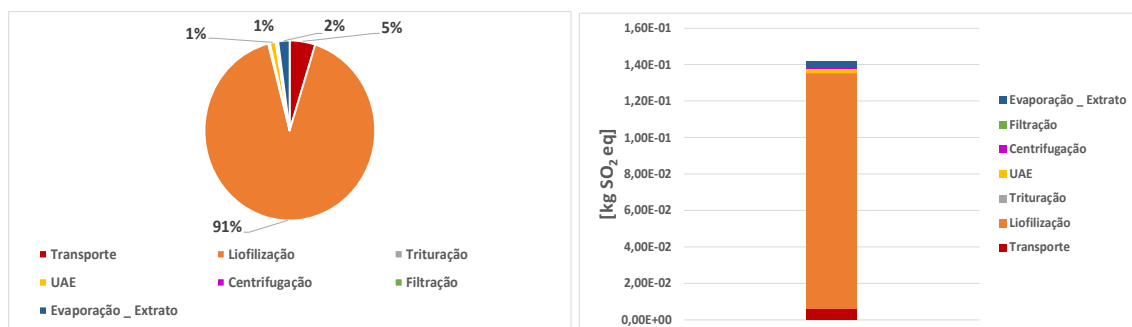 1% 1% 2% 5%
91%
Transporte Liofilização Trituração
UAE Centrifugação Filtração
Evaporação _ Extrato
[kg SO₂ eq]
1,60E-01
1,40E-01
1,20E-01
1,00E-01
8,00E-02
6,00E-02
4,00E-02
2,00E-02
0,00E+00
Evaporação _ Extrato
Filtração
Centrifugação
UAE
Trituração
Liofilização
Transporte